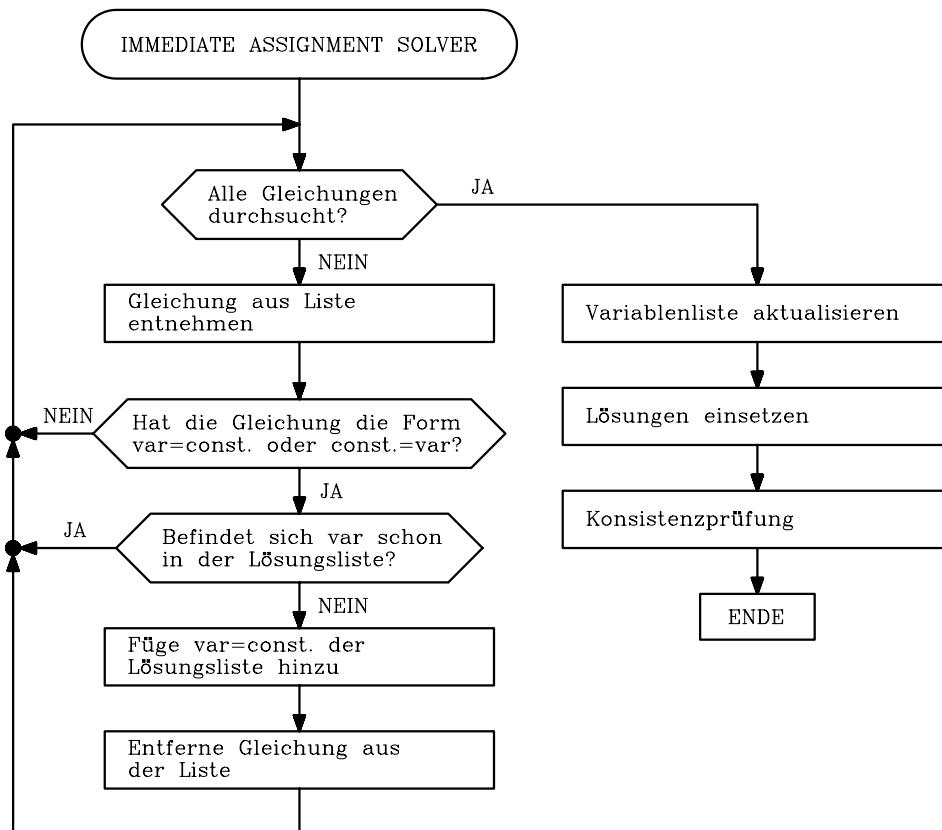 IMMEDIATE ASSIGNMENT SOLVER
Alle Gleichungen
durchsucht?
JA
NEIN
Gleichung aus Liste
entnehmen
Hat die Gleichung die Form
var=const. oder const.=var?
NEIN
JA
Befindet sich var schon
in der Lösungsliste?
JA
NEIN
Füge var=const. der
Lösungsliste hinzu
Entferne Gleichung aus
der Liste
Variablenliste aktualisieren
Lösungen einsetzen
Konsistenzprüfung
ENDE